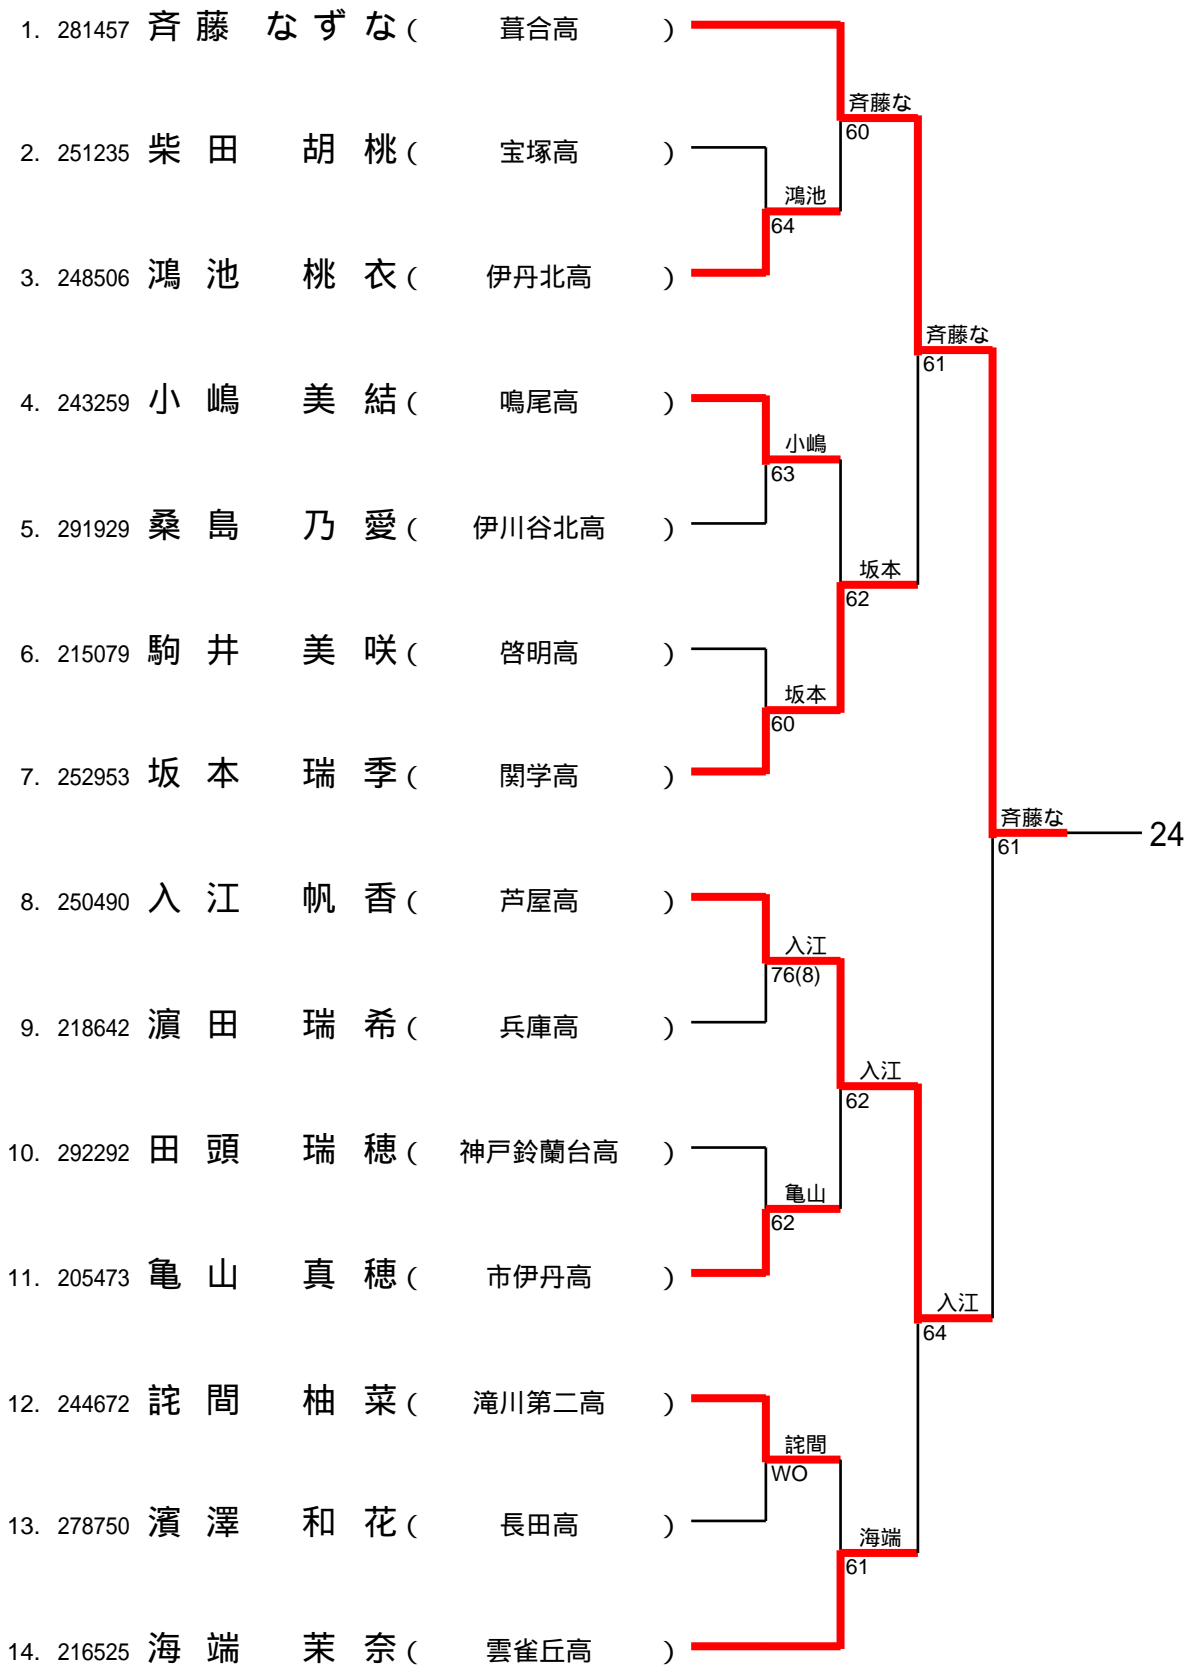 1. 281457 斉藤 なずな ( 葺合高 )
斉藤な
60
2. 251235 柴田 胡桃 ( 宝塚高 )
鴻池
64
3. 248506 鴻池 桃衣 ( 伊丹北高 )
斉藤な
61
4. 243259 小嶋 美結 ( 鳴尾高 )
小嶋
63
5. 291929 桑島 乃愛 ( 伊川谷北高 )
坂本
62
6. 215079 駒井 美咲 ( 啓明高 )
坂本
60
7. 252953 坂本 瑞季 ( 関学高 )
斉藤な
61
24
8. 250490 入江 帆香 ( 芦屋高 )
入江
76(8)
9. 218642 濵田 瑞希 ( 兵庫高 )
入江
62
10. 292292 田頭 瑞穂 ( 神戸鈴蘭台高 )
亀山
62
11. 205473 亀山 真穂 ( 市伊丹高 )
入江
64
12. 244672 詫間 柚菜 ( 滝川第二高 )
詫間
WO
13. 278750 濱澤 和花 ( 長田高 )
海端
61
14. 216525 海端 茉奈 ( 雲雀丘高 )